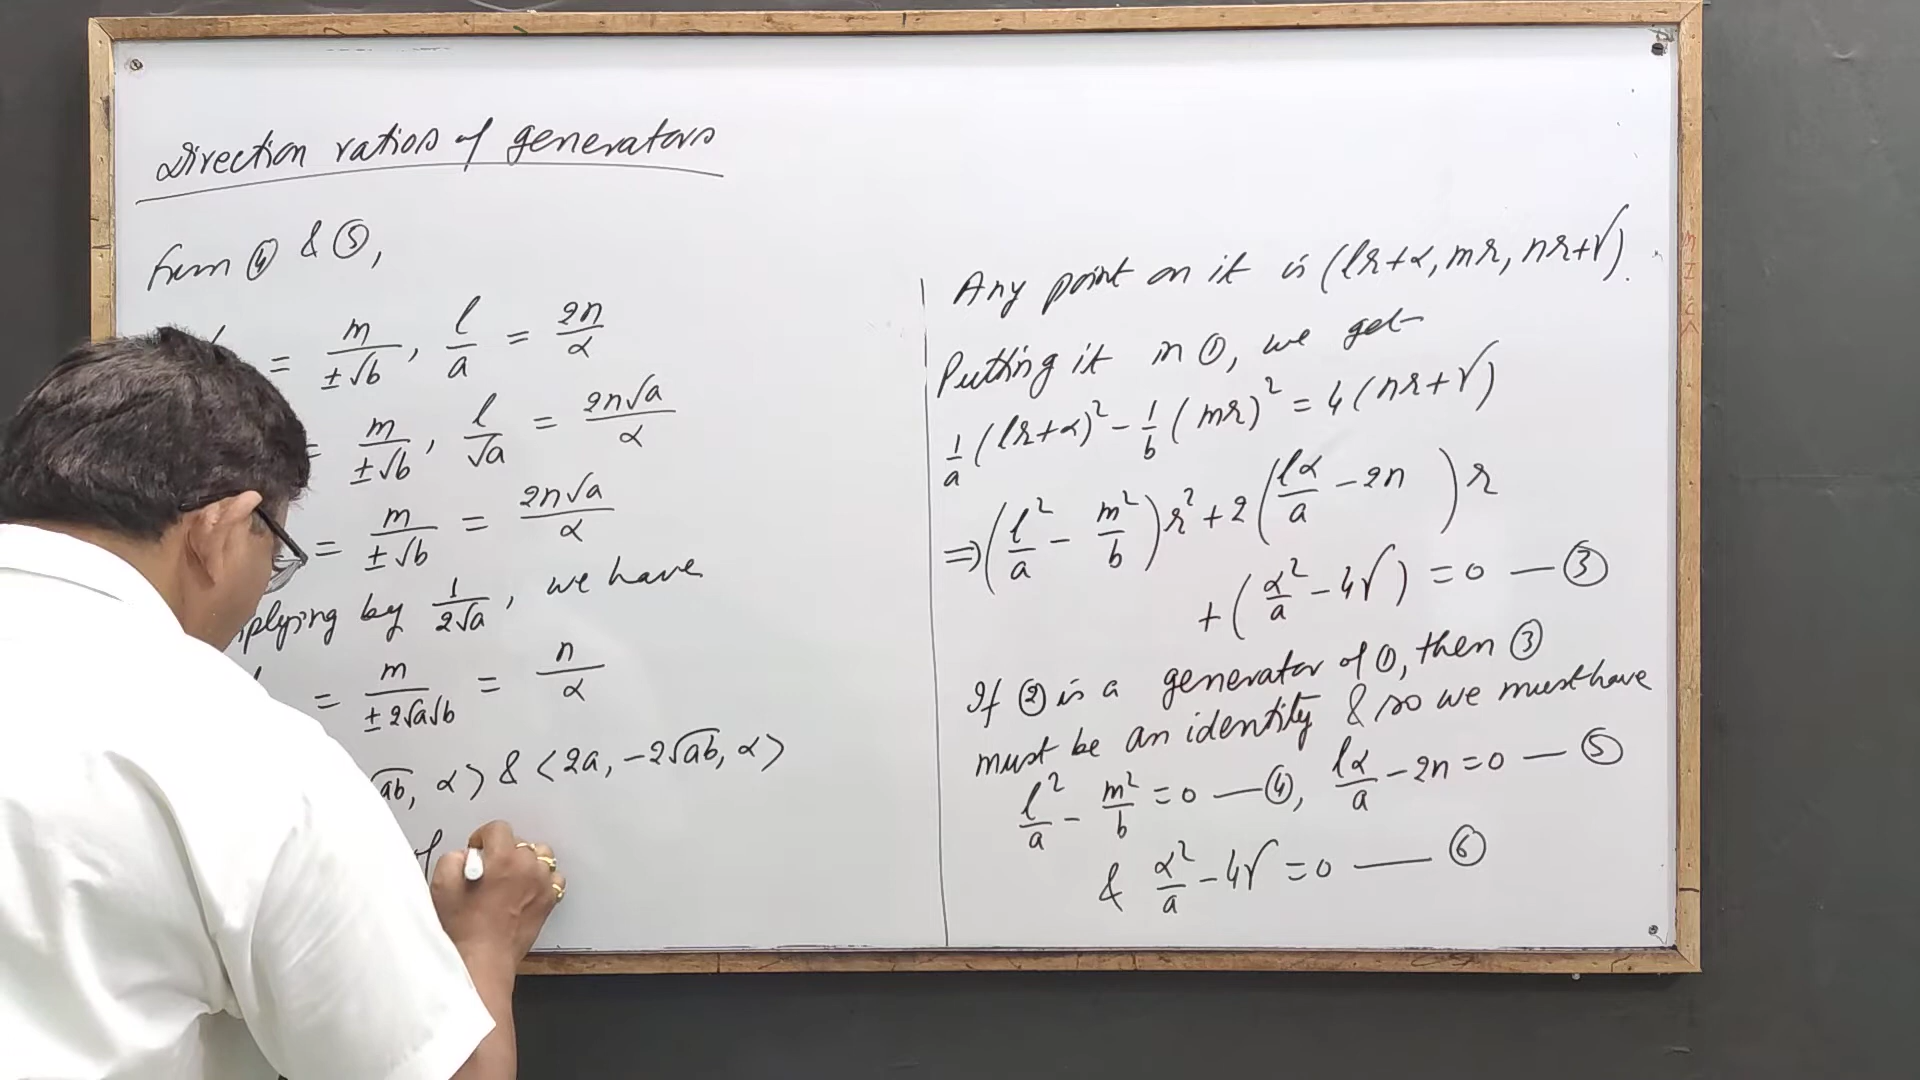 Direction ratios of generators
from ④ & ⑤,
= m/±√b, l/a = 2n/α
= m/±√b, l/√a = 2n√a/α
= m/±√b = 2n√a/α
plying by 1/2√a, we have
= m/±2√a√b = n/α
√ab, α> & <2a, -2√ab, α>
of
Any point on it is (lr+α, mr, nr+γ).
Putting it in ①, we get
1/a (lr+α)² - 1/b (mr)² = 4(nr+γ)
⇒ (l²/a - m²/b) r² + 2 (lα/a - 2n) r
+ (α²/a - 4γ) = 0 — ③
If ② is a generator of ①, then ③
must be an identity & so we must have
l²/a - m²/b = 0 — ④, lα/a - 2n = 0 — ⑤
& α²/a - 4γ = 0 — ⑥